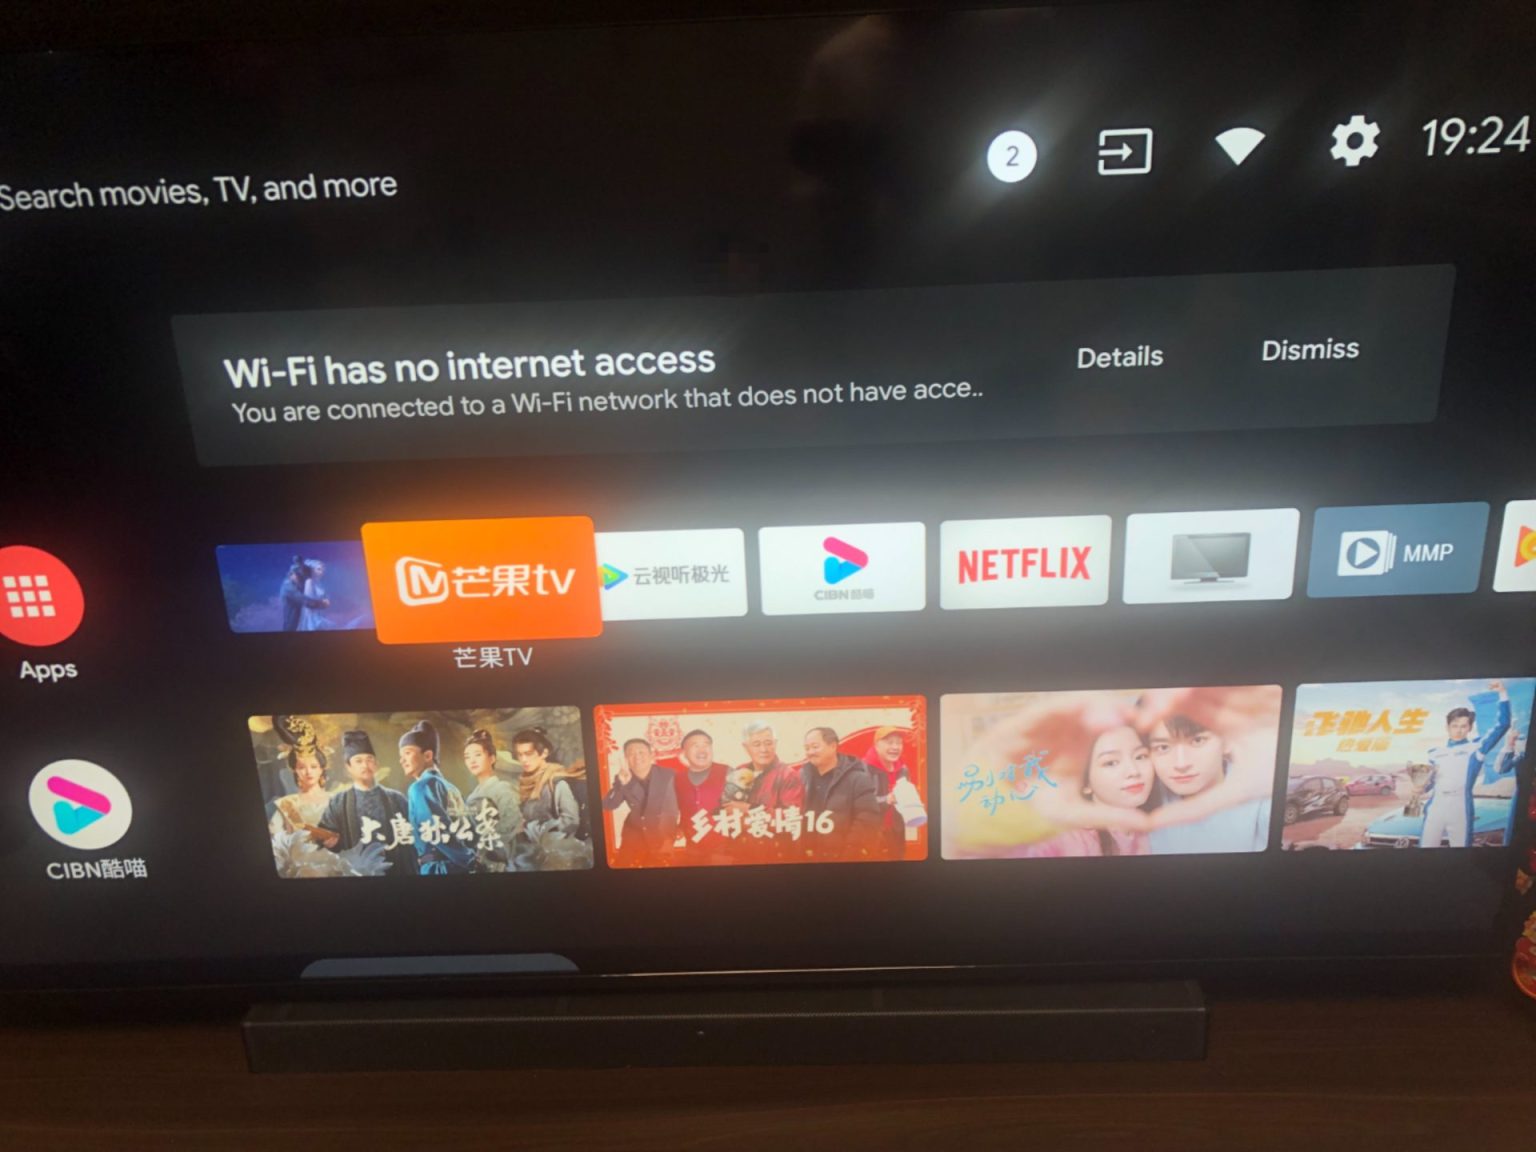 2
19:24
Search movies, TV, and more
Wi-Fi has no internet access
You are connected to a Wi-Fi network that does not have acce..
Details
Dismiss
芒果tv
云视听极光
CIBN酷喵
NETFLIX
MMP
芒果TV
Apps
大唐狄公案
乡村爱情16
别对我
动心
飞驰人生
热爱篇
CIBN酷喵